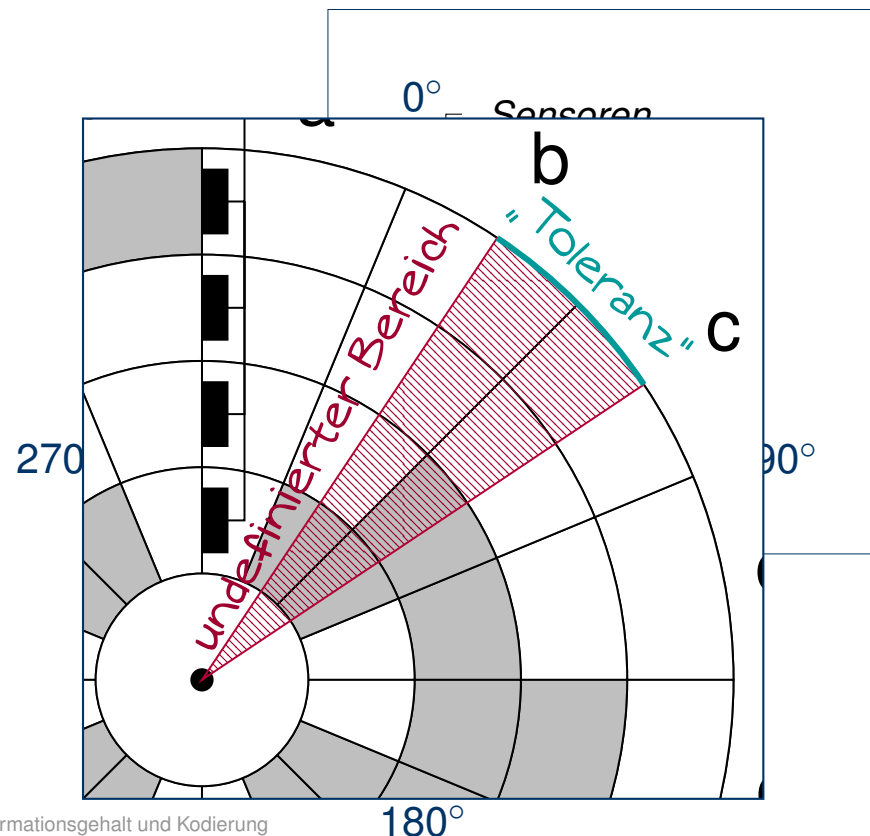 0°
Sensoren
a
b
„ Toleranz "
c
undefinierter Bereich
270
90°
180°
rmationsgehalt und Kodierung